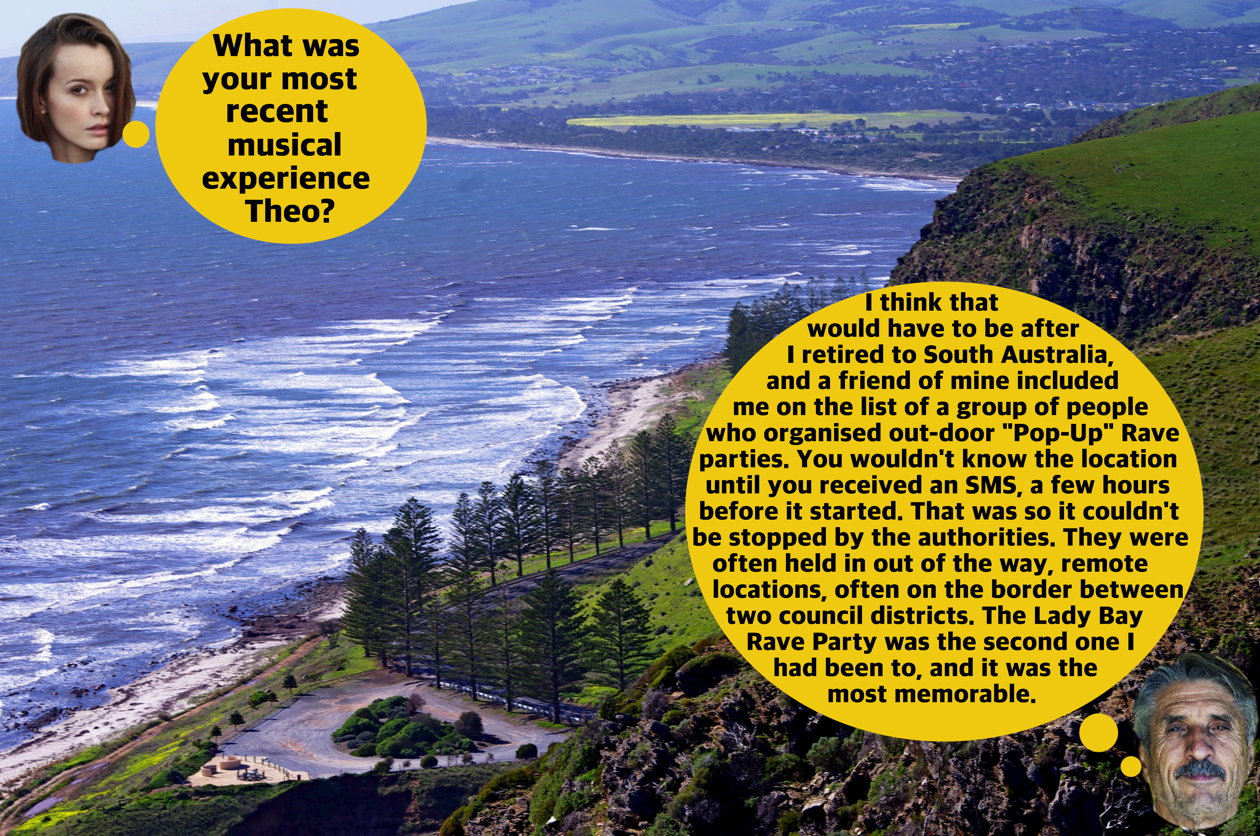 What was
your most
recent
musical
experience
Theo?
I think that
would have to be after
I retired to South Australia,
and a friend of mine included
me on the list of a group of people
who organised out-door "Pop-Up" Rave
parties. You wouldn't know the location
until you received an SMS, a few hours
before it started. That was so it couldn't
be stopped by the authorities. They were
often held in out of the way, remote
locations, often on the border between
two council districts. The Lady Bay
Rave Party was the second one I
had been to, and it was the
most memorable.